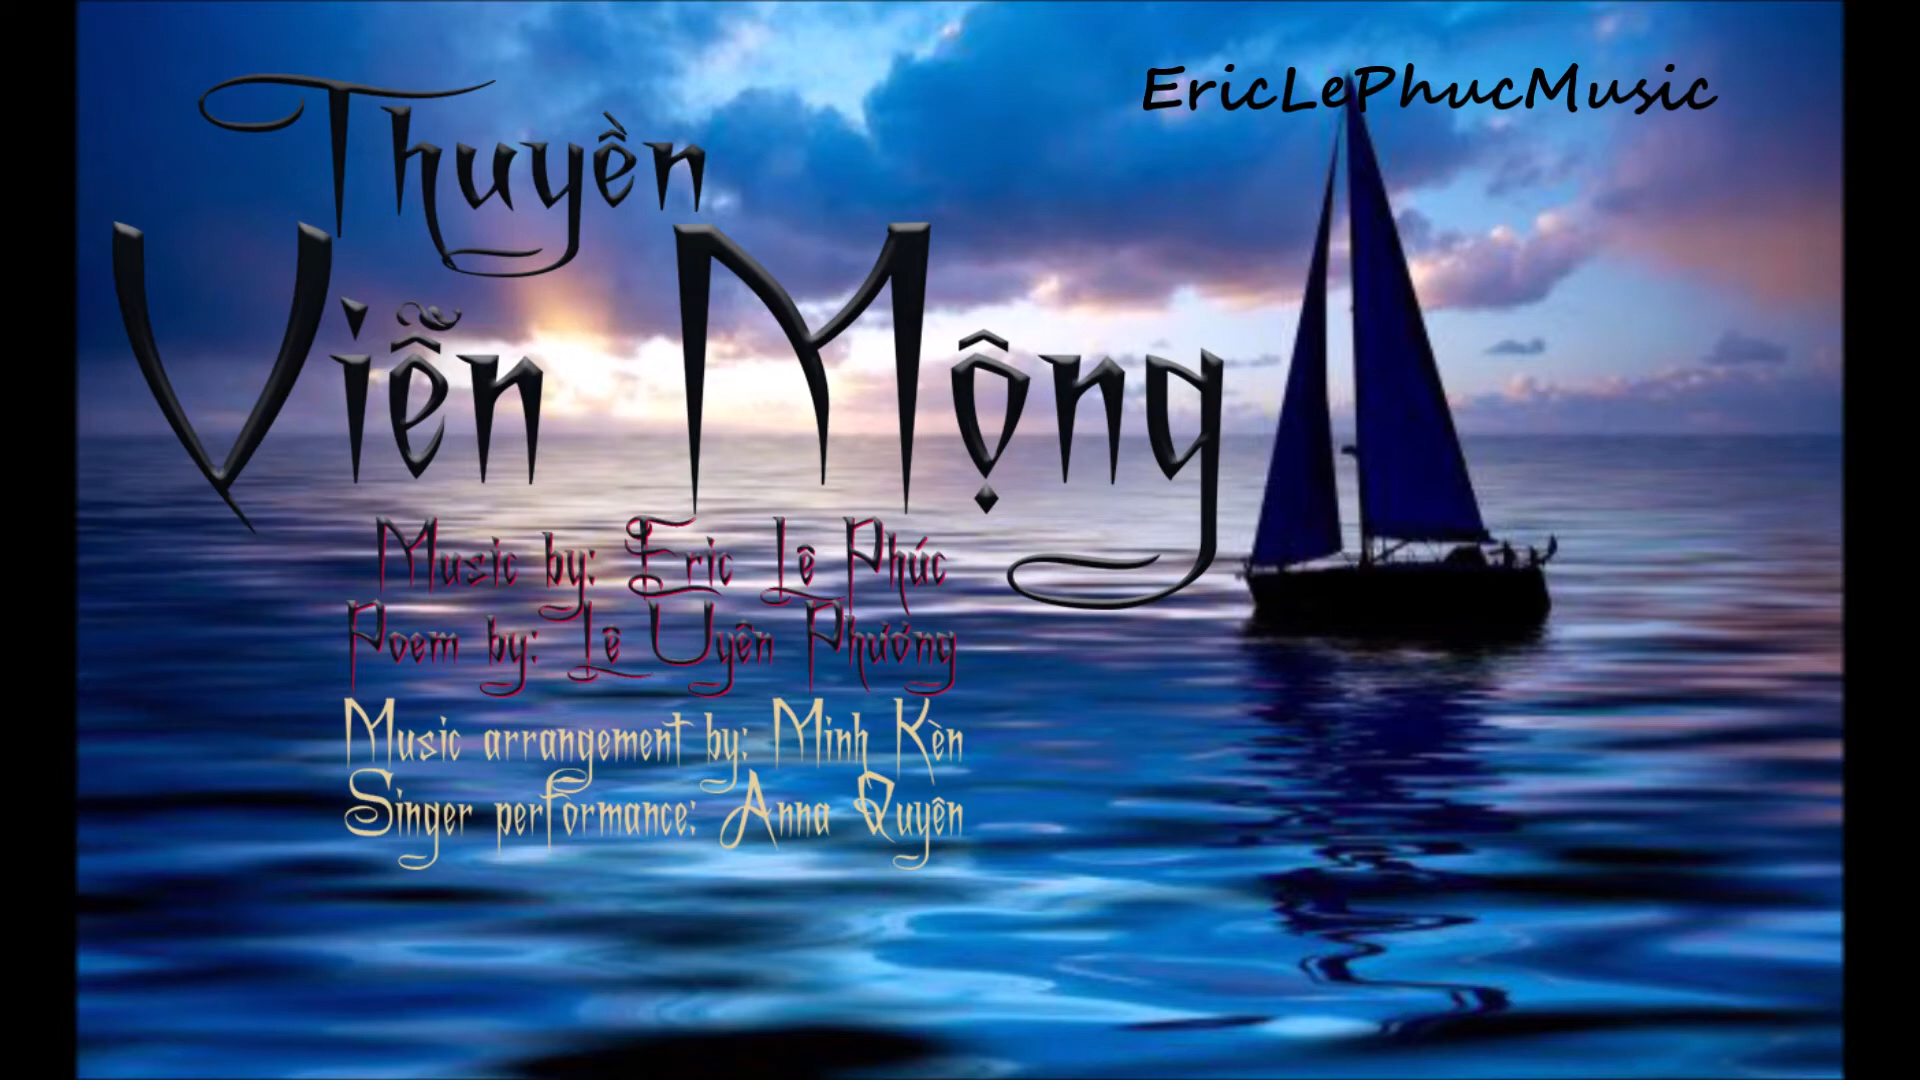 EricLePhucMusic
Thuyền
Viễn Mộng
Music by: Eric Lê Phúc
Poem by: Lê Uyên Phương
Music arrangement by: Minh Kèn
Singer performance: Anna Quyên